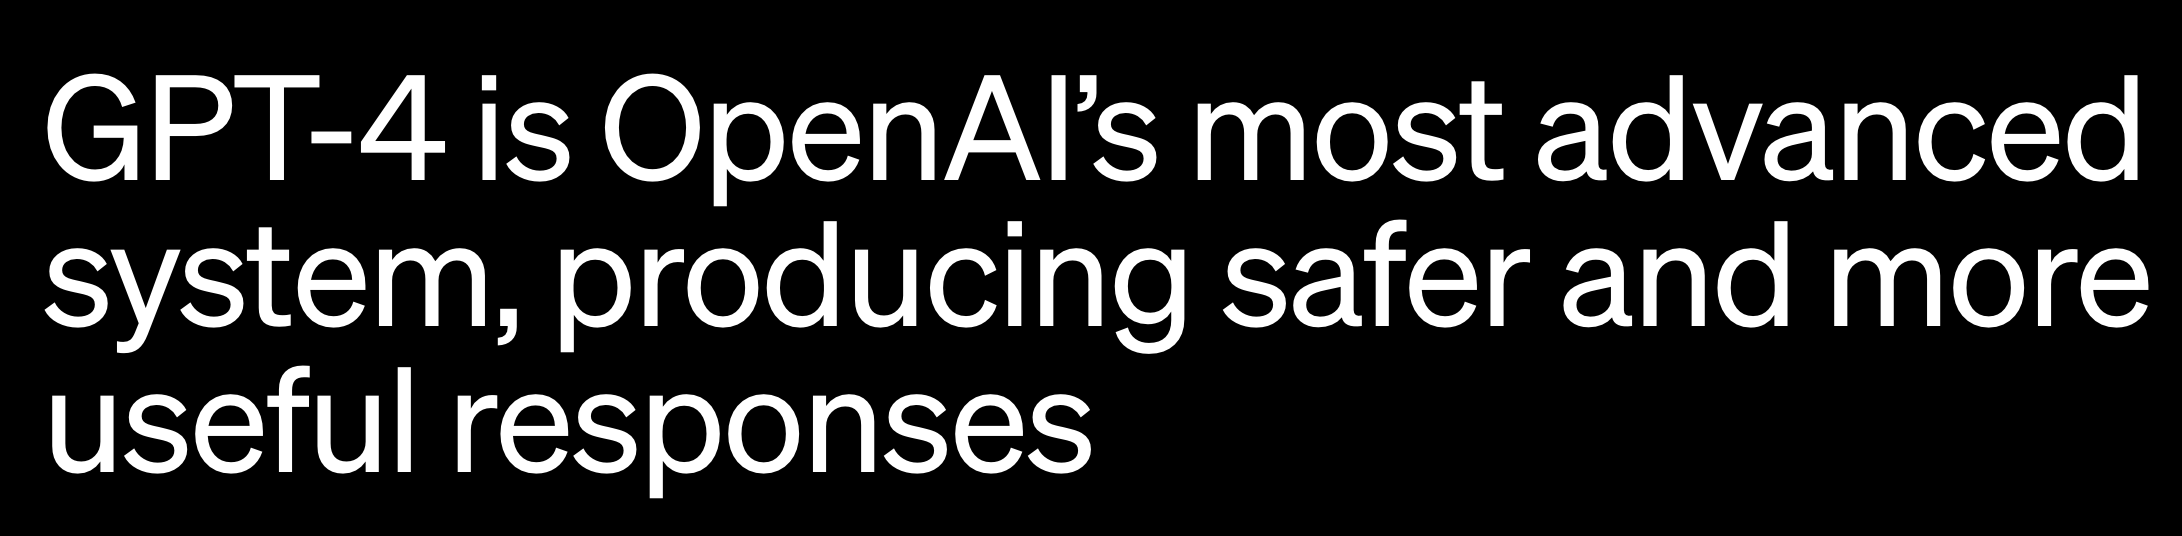 GPT-4 is OpenAI’s most advanced
system, producing safer and more
useful responses